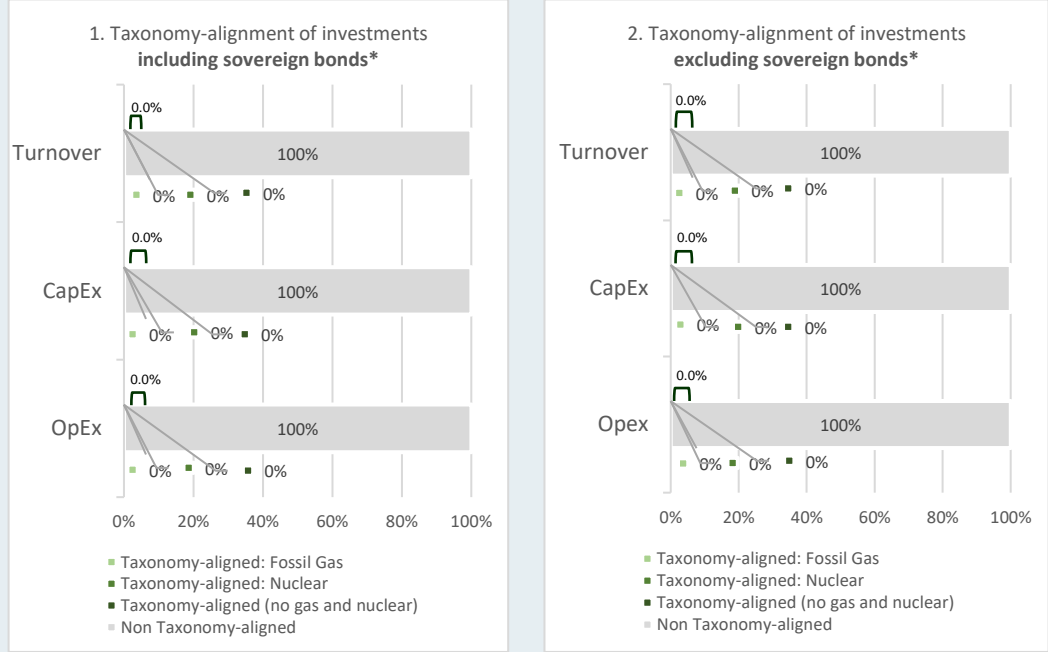 1. Taxonomy-alignment of investments
including sovereign bonds*
0.0%
Turnover
100%
0%
0%
0%
0.0%
CapEx
100%
0%
0%
0%
0.0%
OpEx
100%
0%
0%
0%
0%
20%
40%
60%
80%
100%
Taxonomy-aligned: Fossil Gas
Taxonomy-aligned: Nuclear
Taxonomy-aligned (no gas and nuclear)
Non Taxonomy-aligned
2. Taxonomy-alignment of investments
excluding sovereign bonds*
0.0%
Turnover
100%
0%
0%
0%
0.0%
CapEx
100%
0%
0%
0%
0.0%
Opex
100%
0%
0%
0%
0%
20%
40%
60%
80%
100%
Taxonomy-aligned: Fossil Gas
Taxonomy-aligned: Nuclear
Taxonomy-aligned (no gas and nuclear)
Non Taxonomy-aligned